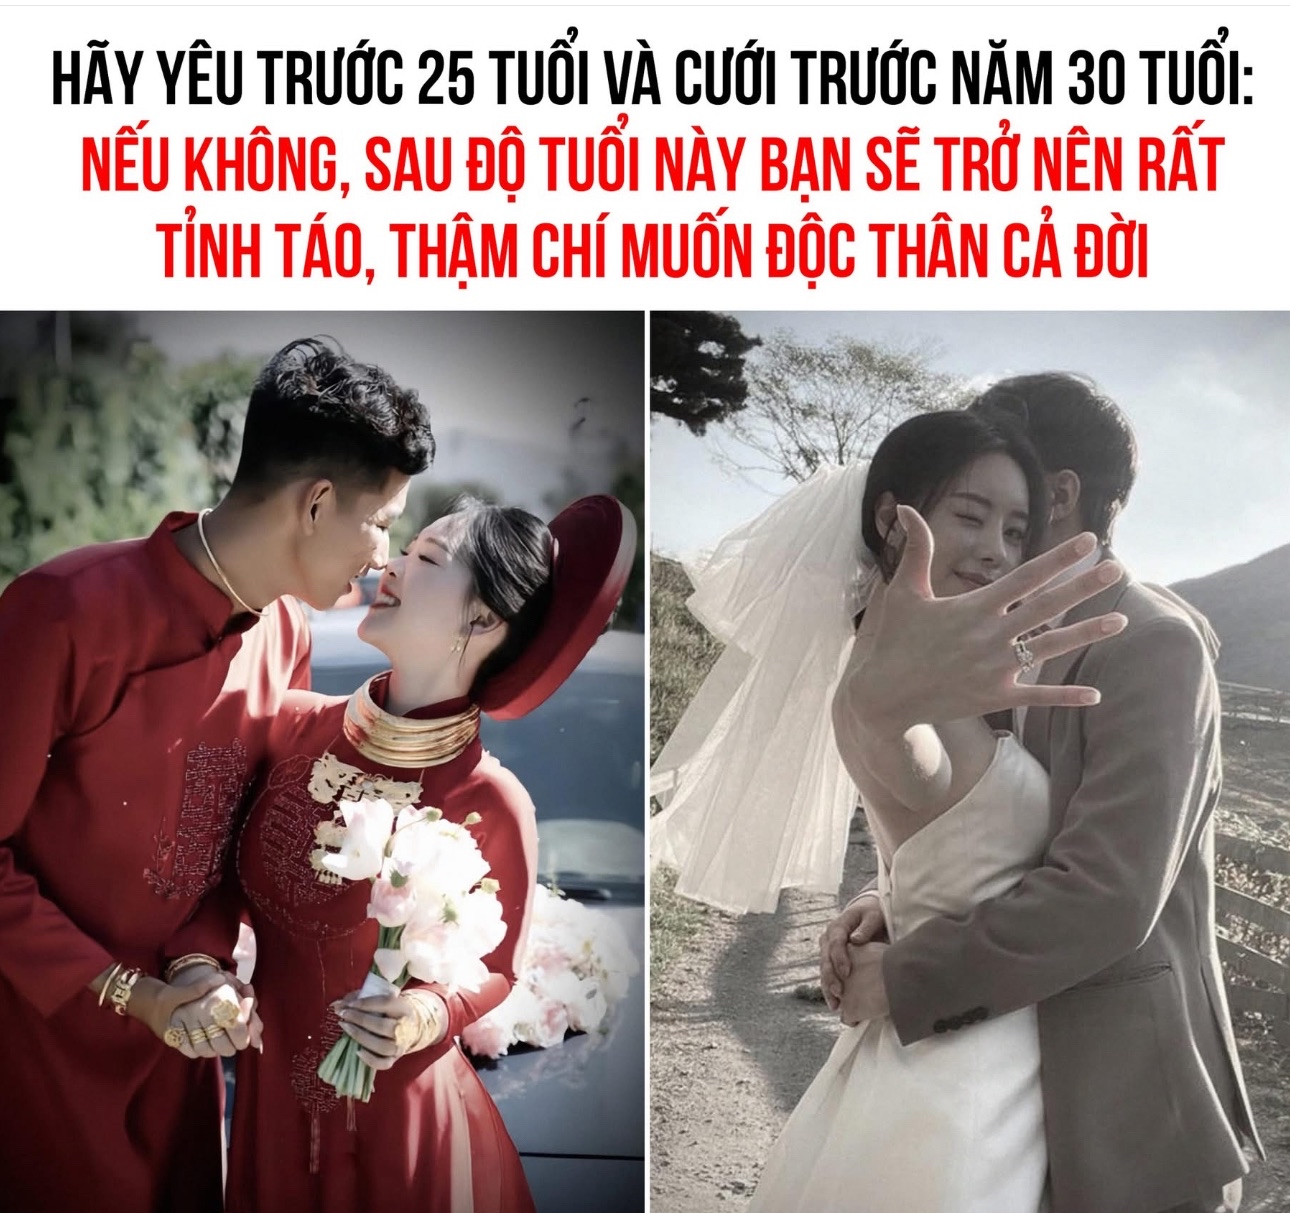 HÃY YÊU TRƯỚC 25 TUỔI VÀ CƯỚI TRƯỚC NĂM 30 TUỔI:
NẾU KHÔNG, SAU ĐỘ TUỔI NÀY BẠN SẼ TRỞ NÊN RẤT
TỈNH TÁO, THẬM CHÍ MUỐN ĐỘC THÂN CẢ ĐỜI